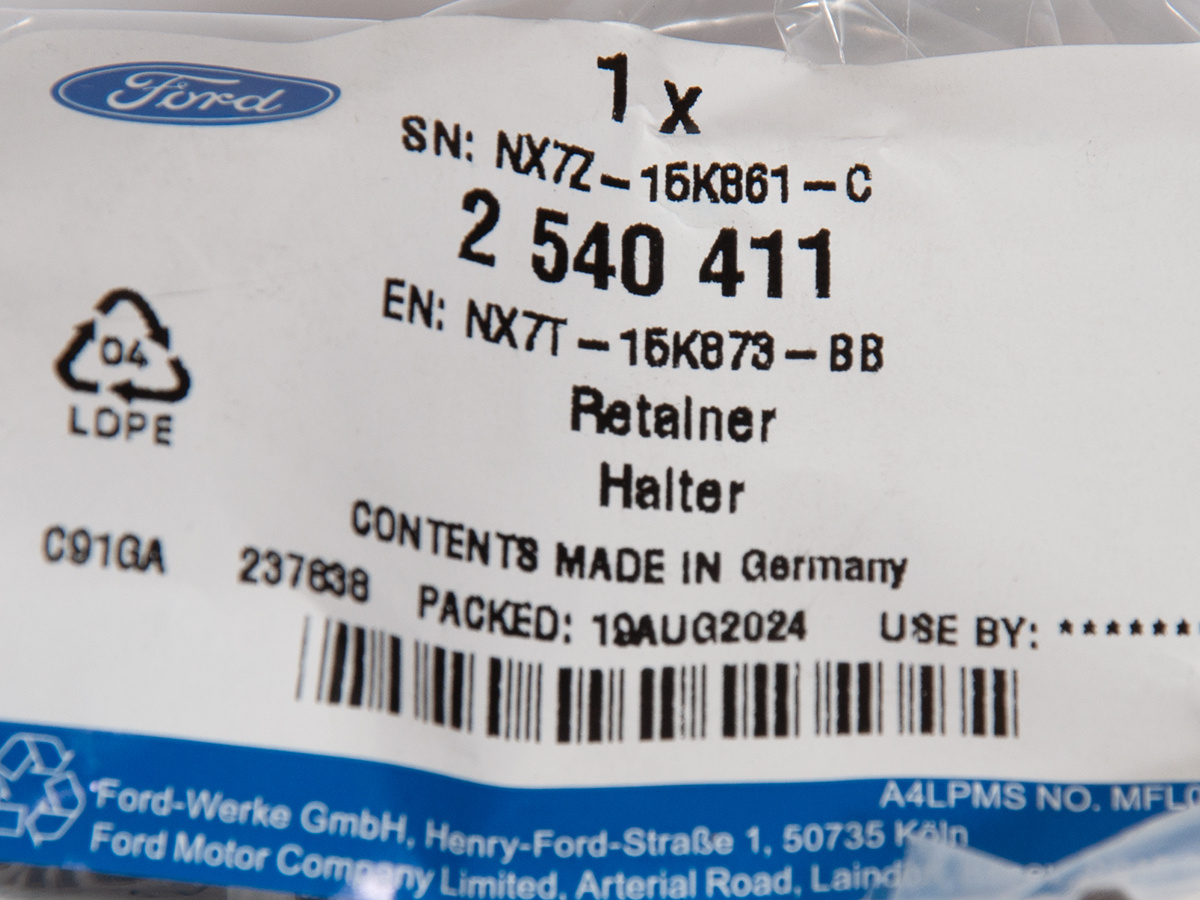 Ford
1 x
SN: NX7Z-15K861-C
2 540 411
EN: NX7T-15K873-BB
04
LDPE
Retainer
Halter
CONTENTS MADE IN Germany
C91GA 237838 PACKED: 19AUG2024 USE BY: *******
A4LPMS NO.
Ford-Werke GmbH, Henry-Ford-Straße 1, 50735 Köln
Ford Motor Company Limited, Arterial Road,